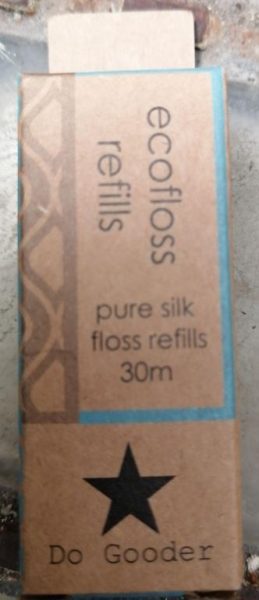 ecofloss
refills
pure silk
floss refills
30m
Do Gooder